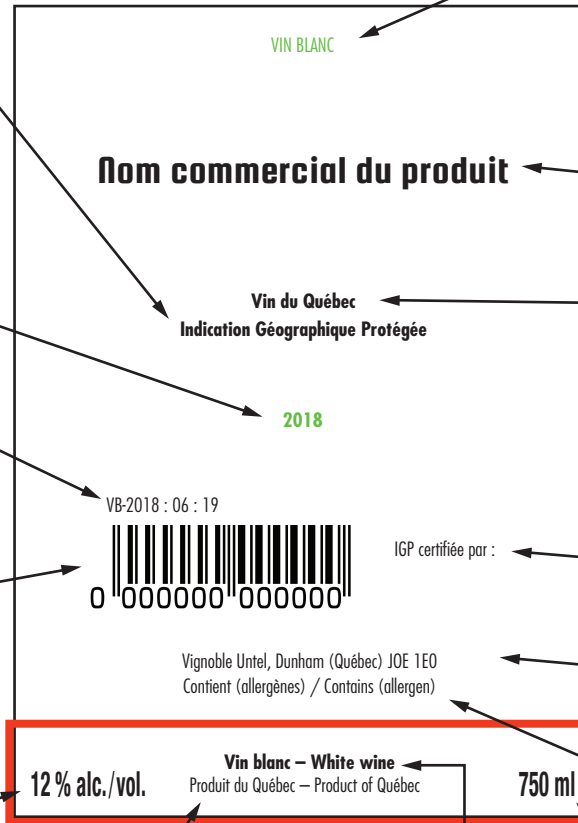 VIN BLANC
Nom commercial du produit
Vin du Québec
Indication Géographique Protégée
2018
VB-2018 : 06 : 19
IGP certifiée par :
0 000000 000000
Vignoble Untel, Dunham (Québec) JOE 1E0
Contient (allergènes) / Contains (allergen)
Vin blanc – White wine
12 % alc./vol. Produit du Québec – Product of Québec 750 ml